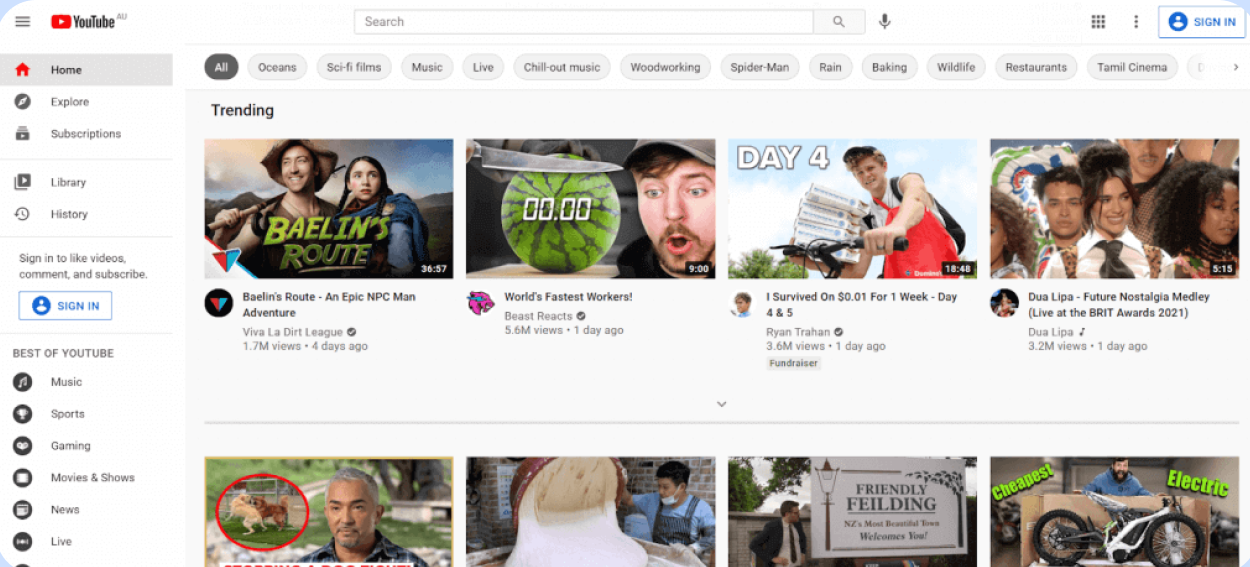 YouTube AU
Search
SIGN IN
Home
Explore
Subscriptions
Library
History
Sign in to like videos,
comment, and subscribe.
SIGN IN
BEST OF YOUTUBE
Music
Sports
Gaming
Movies & Shows
News
Live
All Oceans Sci-fi films Music Live Chill-out music Woodworking Spider-Man Rain Baking Wildlife Restaurants Tamil Cinema
Trending
BAELIN'S
ROUTE
36:57
Baelin's Route - An Epic NPC Man
Adventure
Viva La Dirt League
1.7M views • 4 days ago
00.00
9:00
World's Fastest Workers!
Beast Reacts
5.6M views • 1 day ago
DAY 4
18:48
I Survived On $0.01 For 1 Week - Day
4 & 5
Ryan Trahan
3.6M views • 1 day ago
Fundraiser
5:15
Dua Lipa - Future Nostalgia Medley
(Live at the BRIT Awards 2021)
Dua Lipa
3.2M views • 1 day ago
FRIENDLY
FEILDING
NZ's Most Beautiful Town
Welcomes You!
Cheapest
Electric